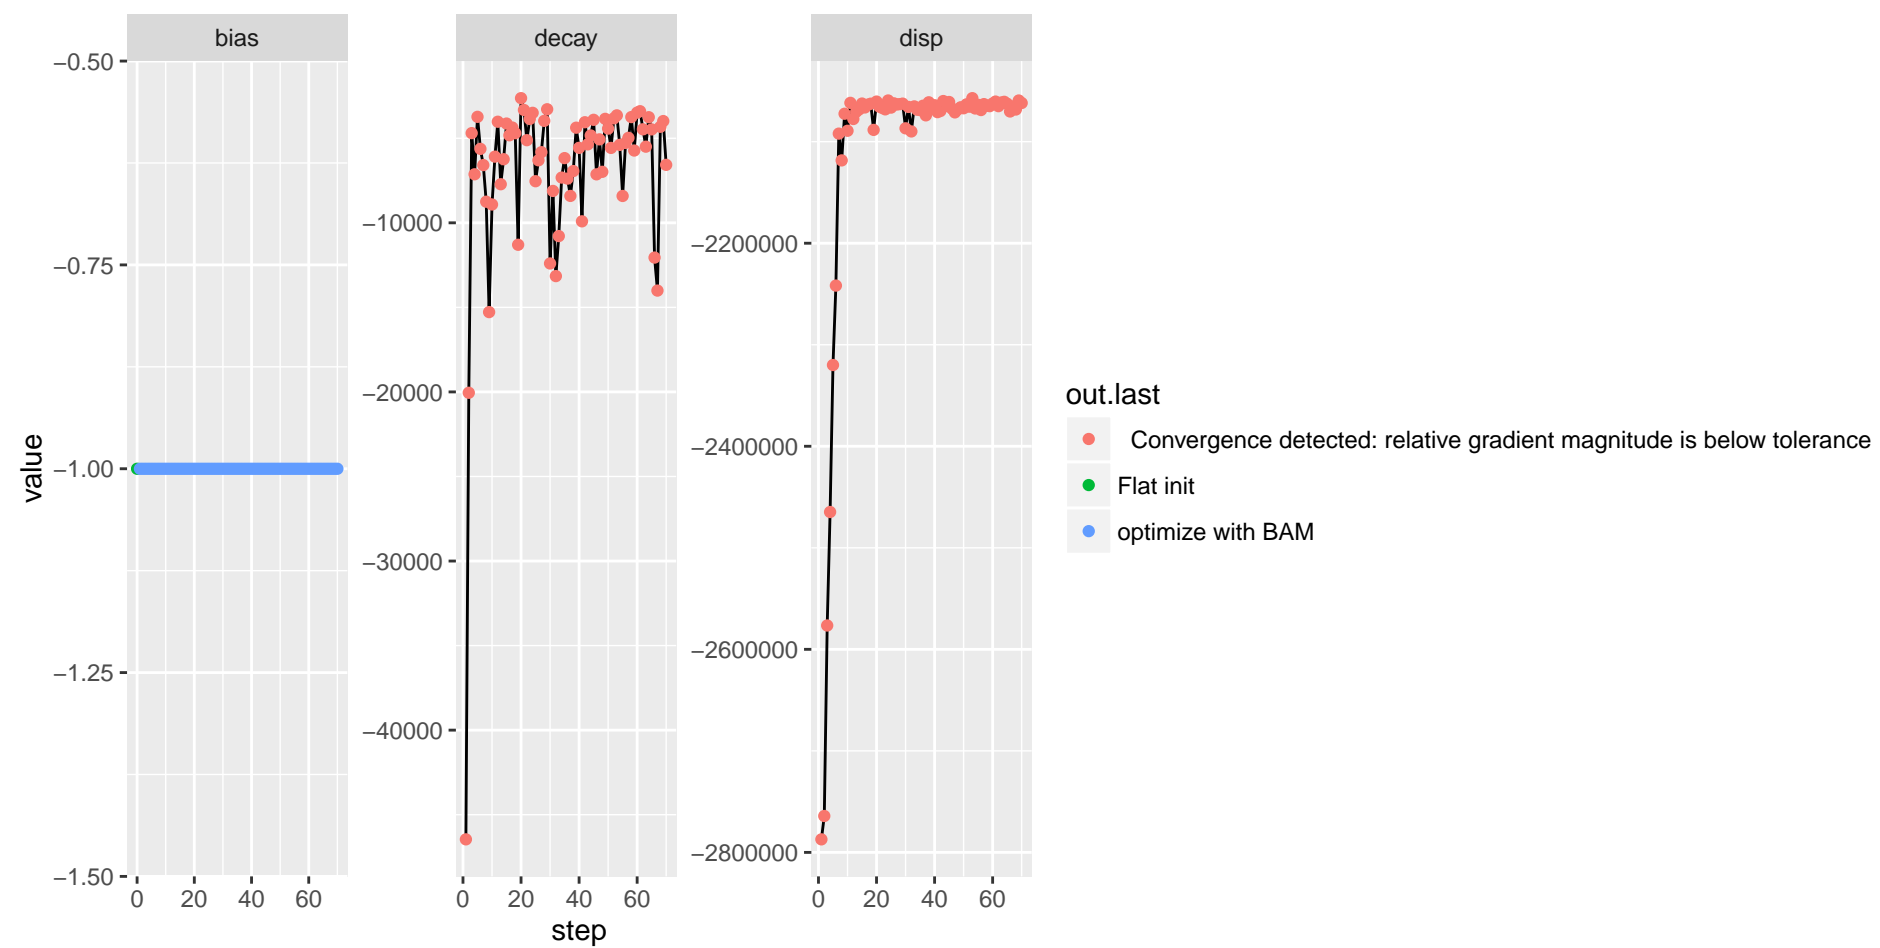 bias
decay
disp
value
−0.50
−0.75
−1.00
−1.25
−1.50
0 20 40 60
−10000
−20000
−30000
−40000
0 20 40 60
−2200000
−2400000
−2600000
−2800000
0 20 40 60
step
out.last
Convergence detected: relative gradient magnitude is below tolerance
Flat init
optimize with BAM